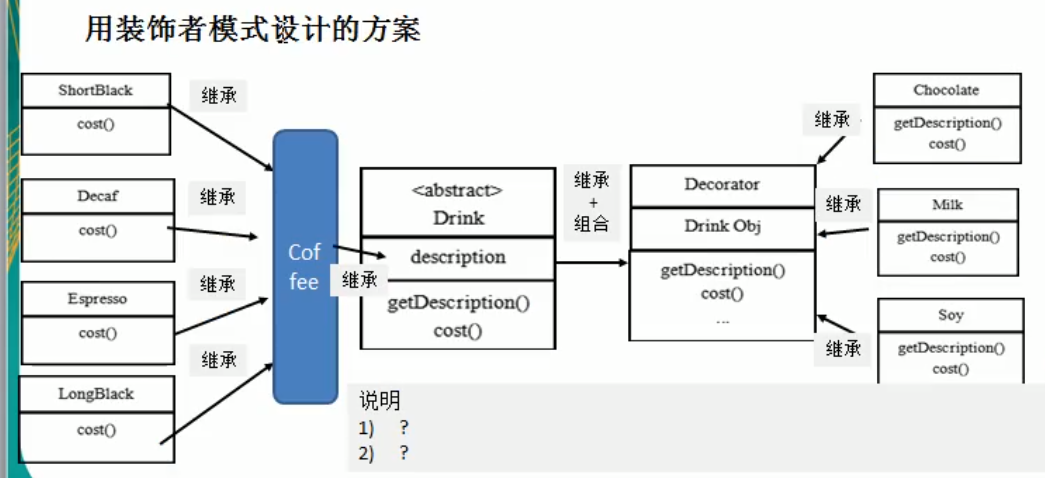 用装饰者模式设计的方案
ShortBlack
cost()
继承
Decaf
cost()
继承
Espresso
cost()
继承
LongBlack
cost()
继承
Cof
fee
继承
<abstract>
Drink
description
getDescription()
cost()
继承
+
组合
Decorator
Drink Obj
getDescription()
cost()
...
继承
Chocolate
getDescription()
cost()
继承
Milk
getDescription()
cost()
继承
Soy
getDescription()
cost()
说明
1) ?
2) ?